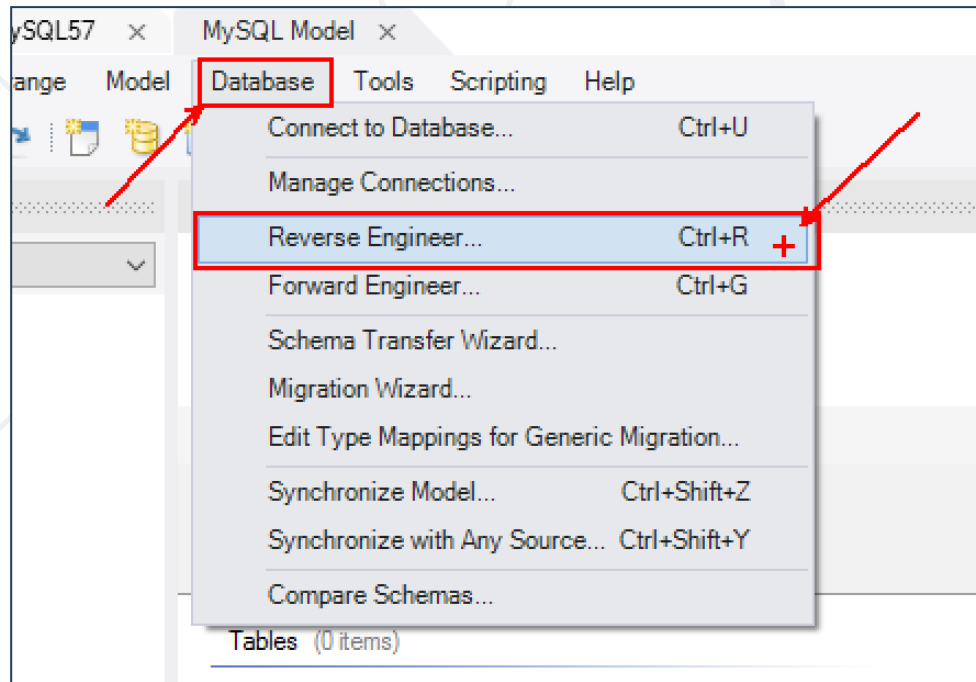 ySQL57 × MySQL Model ×
ange Model Database Tools Scripting Help
Connect to Database... Ctrl+U
Manage Connections...
Reverse Engineer... Ctrl+R
Forward Engineer... Ctrl+G
Schema Transfer Wizard...
Migration Wizard...
Edit Type Mappings for Generic Migration...
Synchronize Model... Ctrl+Shift+Z
Synchronize with Any Source... Ctrl+Shift+Y
Compare Schemas...
Tables (0 items)